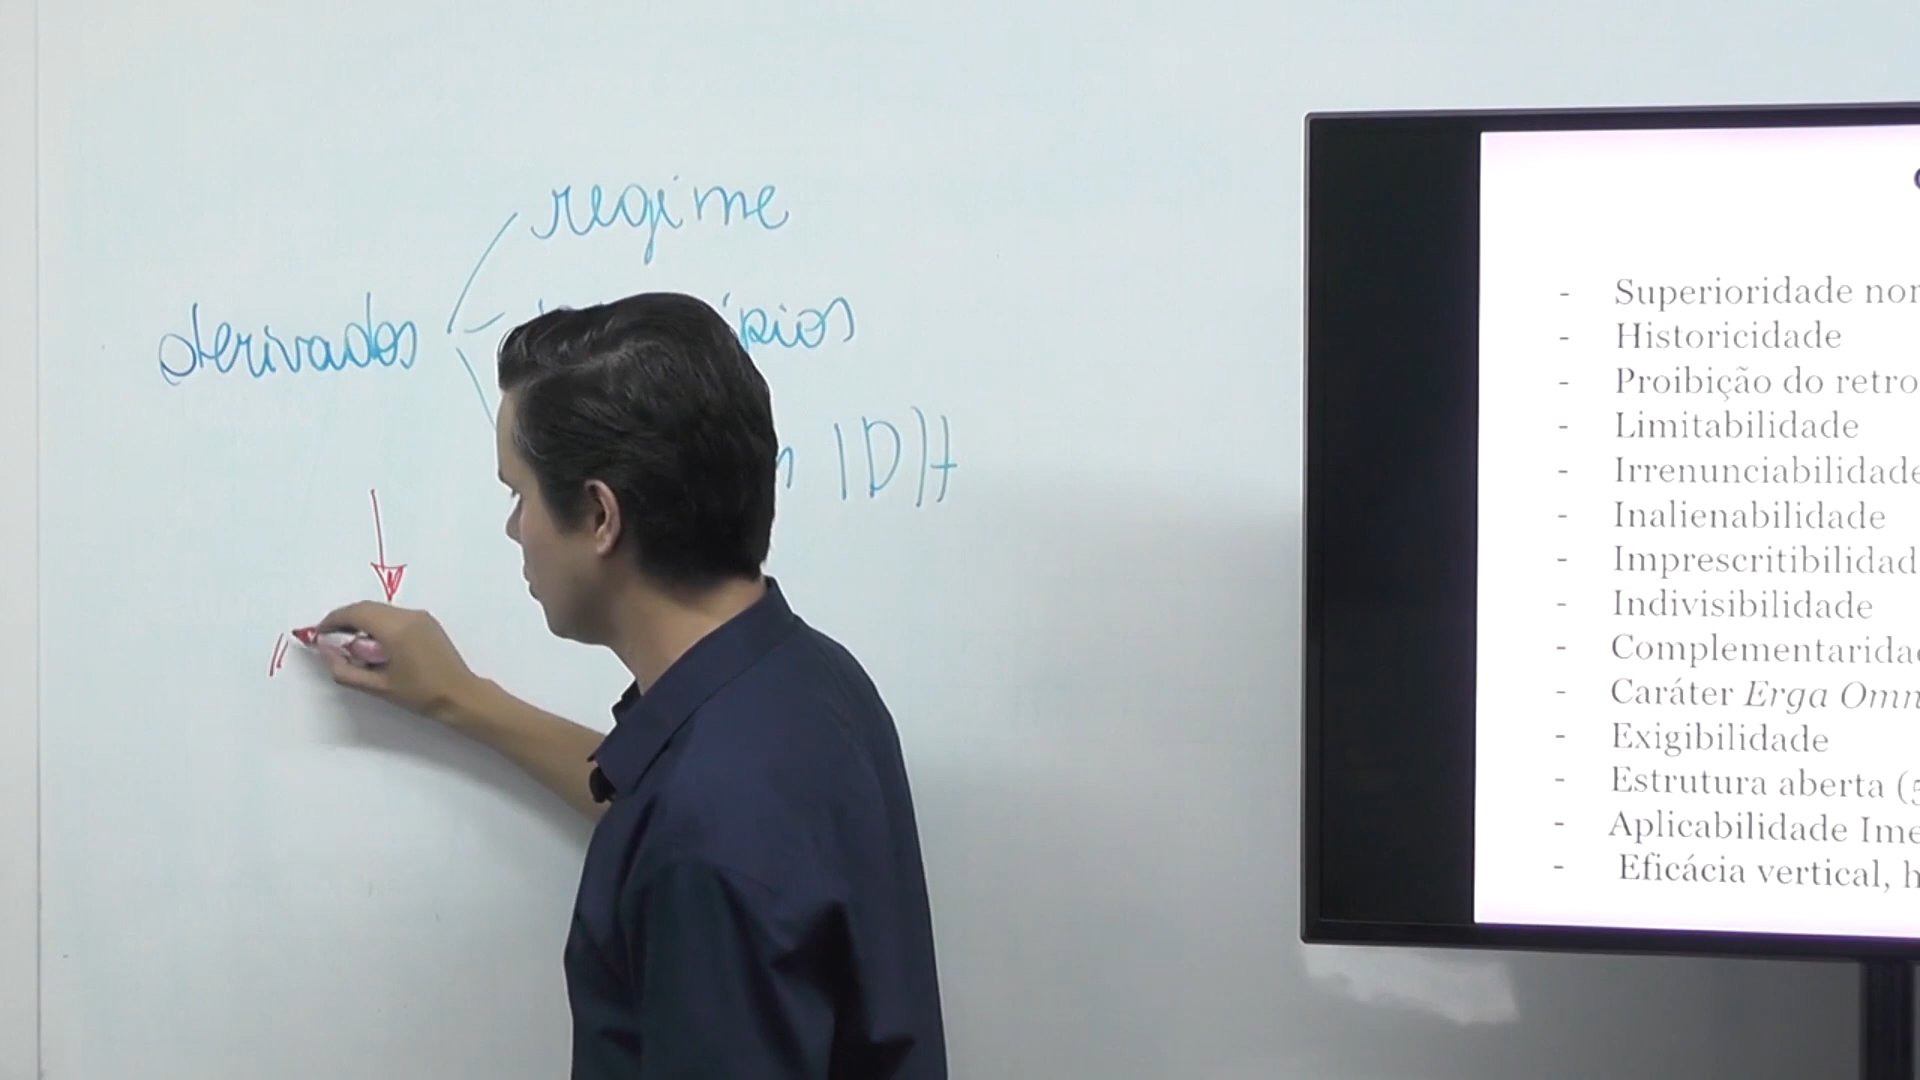 regime
derivados
IDH
- Superioridade nor
- Historicidade
- Proibição do retro
- Limitabilidade
- Irrenunciabilidade
- Inalienabilidade
- Imprescritibilidad
- Indivisibilidade
- Complementaridad
- Caráter Erga Omn
- Exigibilidade
- Estrutura aberta (5
- Aplicabilidade Ime
- Eficácia vertical, h